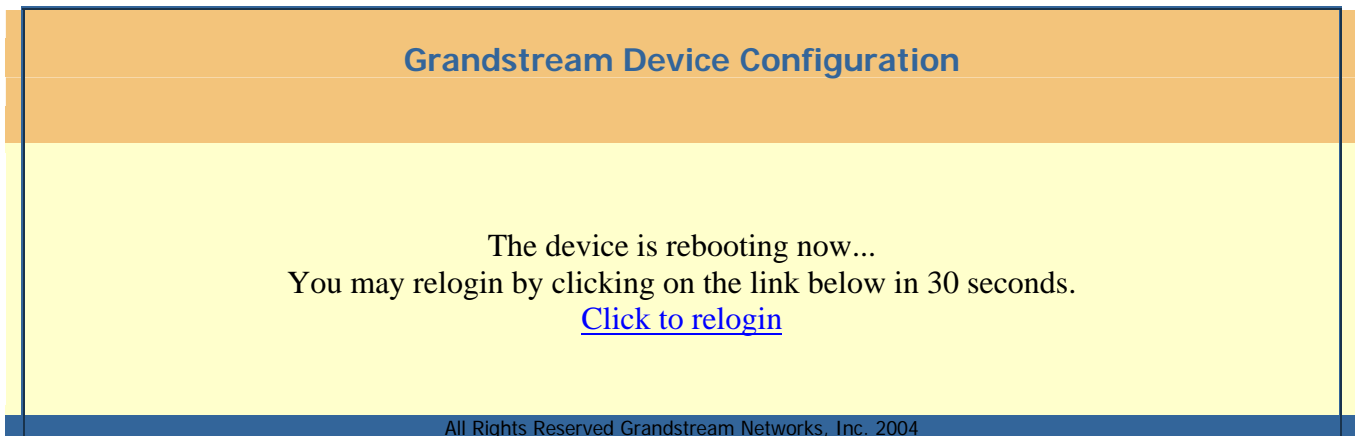 Grandstream Device Configuration
The device is rebooting now...
You may relogin by clicking on the link below in 30 seconds.
Click to relogin
All Rights Reserved Grandstream Networks, Inc. 2004